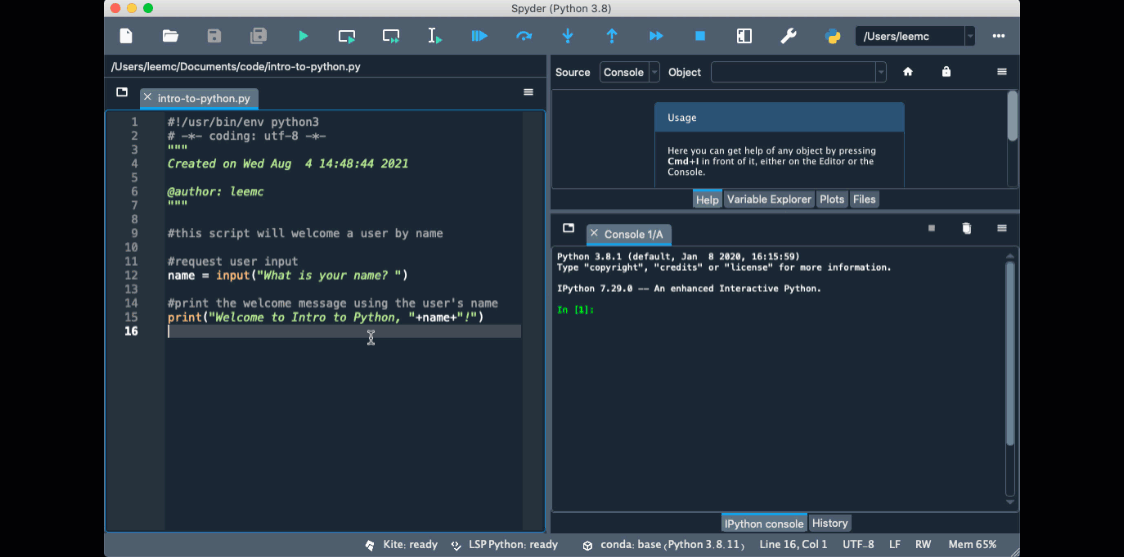 Spyder (Python 3.8)
/Users/leemc
/Users/leemc/Documents/code/intro-to-python.py
intro-to-python.py
1 #!/usr/bin/env python3
2 # -*- coding: utf-8 -*-
3 """
4 Created on Wed Aug  4 14:48:44 2021
5
6 @author: leemc
7 """
8
9 #this script will welcome a user by name
10
11 #request user input
12 name = input("What is your name? ")
13
14 #print the welcome message using the user's name
15 print("Welcome to Intro to Python, "+name+"!")
16
Source Console Object
Usage
Here you can get help of any object by pressing
Cmd+I in front of it, either on the Editor or the
Console.
Help Variable Explorer Plots Files
Console 1/A
Python 3.8.1 (default, Jan  8 2020, 16:15:59)
Type "copyright", "credits" or "license" for more information.
IPython 7.29.0 -- An enhanced Interactive Python.
In [1]:
IPython console History
Kite: ready LSP Python: ready conda: base (Python 3.8.11) Line 16, Col 1 UTF-8 LF RW Mem 65%